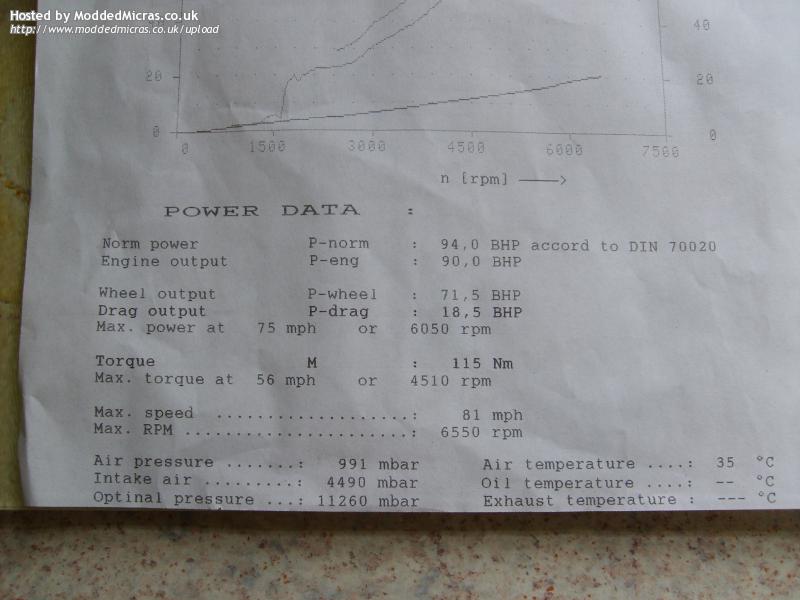 Hosted by ModdedMicras.co.uk
http://www.moddedmicras.co.uk/upload
40
20 20
0 0
0 1500 3000 4500 6000 7500
n [rpm] ———>
POWER DATA :
Norm power P-norm : 94,0 BHP accord to DIN 70020
Engine output P-eng : 90,0 BHP
Wheel output P-wheel : 71,5 BHP
Drag output P-drag : 18,5 BHP
Max. power at 75 mph or 6050 rpm
Torque M : 115 Nm
Max. torque at 56 mph or 4510 rpm
Max. speed ...................: 81 mph
Max. RPM ......................: 6550 rpm
Air pressure .......: 991 mbar Air temperature ....: 35 °C
Intake air .........: 4490 mbar Oil temperature ....: -- °C
Optinal pressure ...: 11260 mbar Exhaust temperature : --- °C